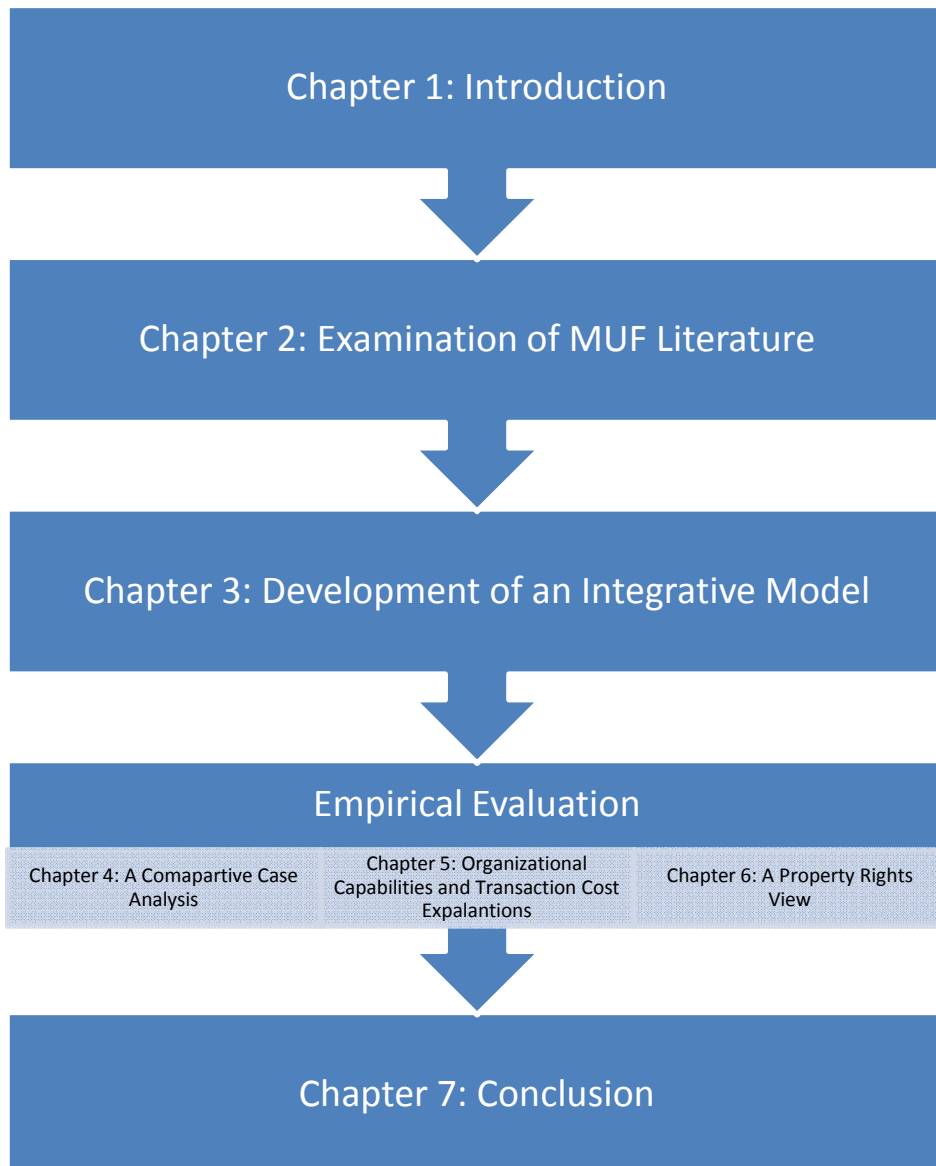 Chapter 1: Introduction
Chapter 2: Examination of MUF Literature
Chapter 3: Development of an Integrative Model
Empirical Evaluation
Chapter 4: A Comapartive Case
Analysis
Chapter 5: Organizational
Capabilities and Transaction Cost
Expalantions
Chapter 6: A Property Rights
View
Chapter 7: Conclusion